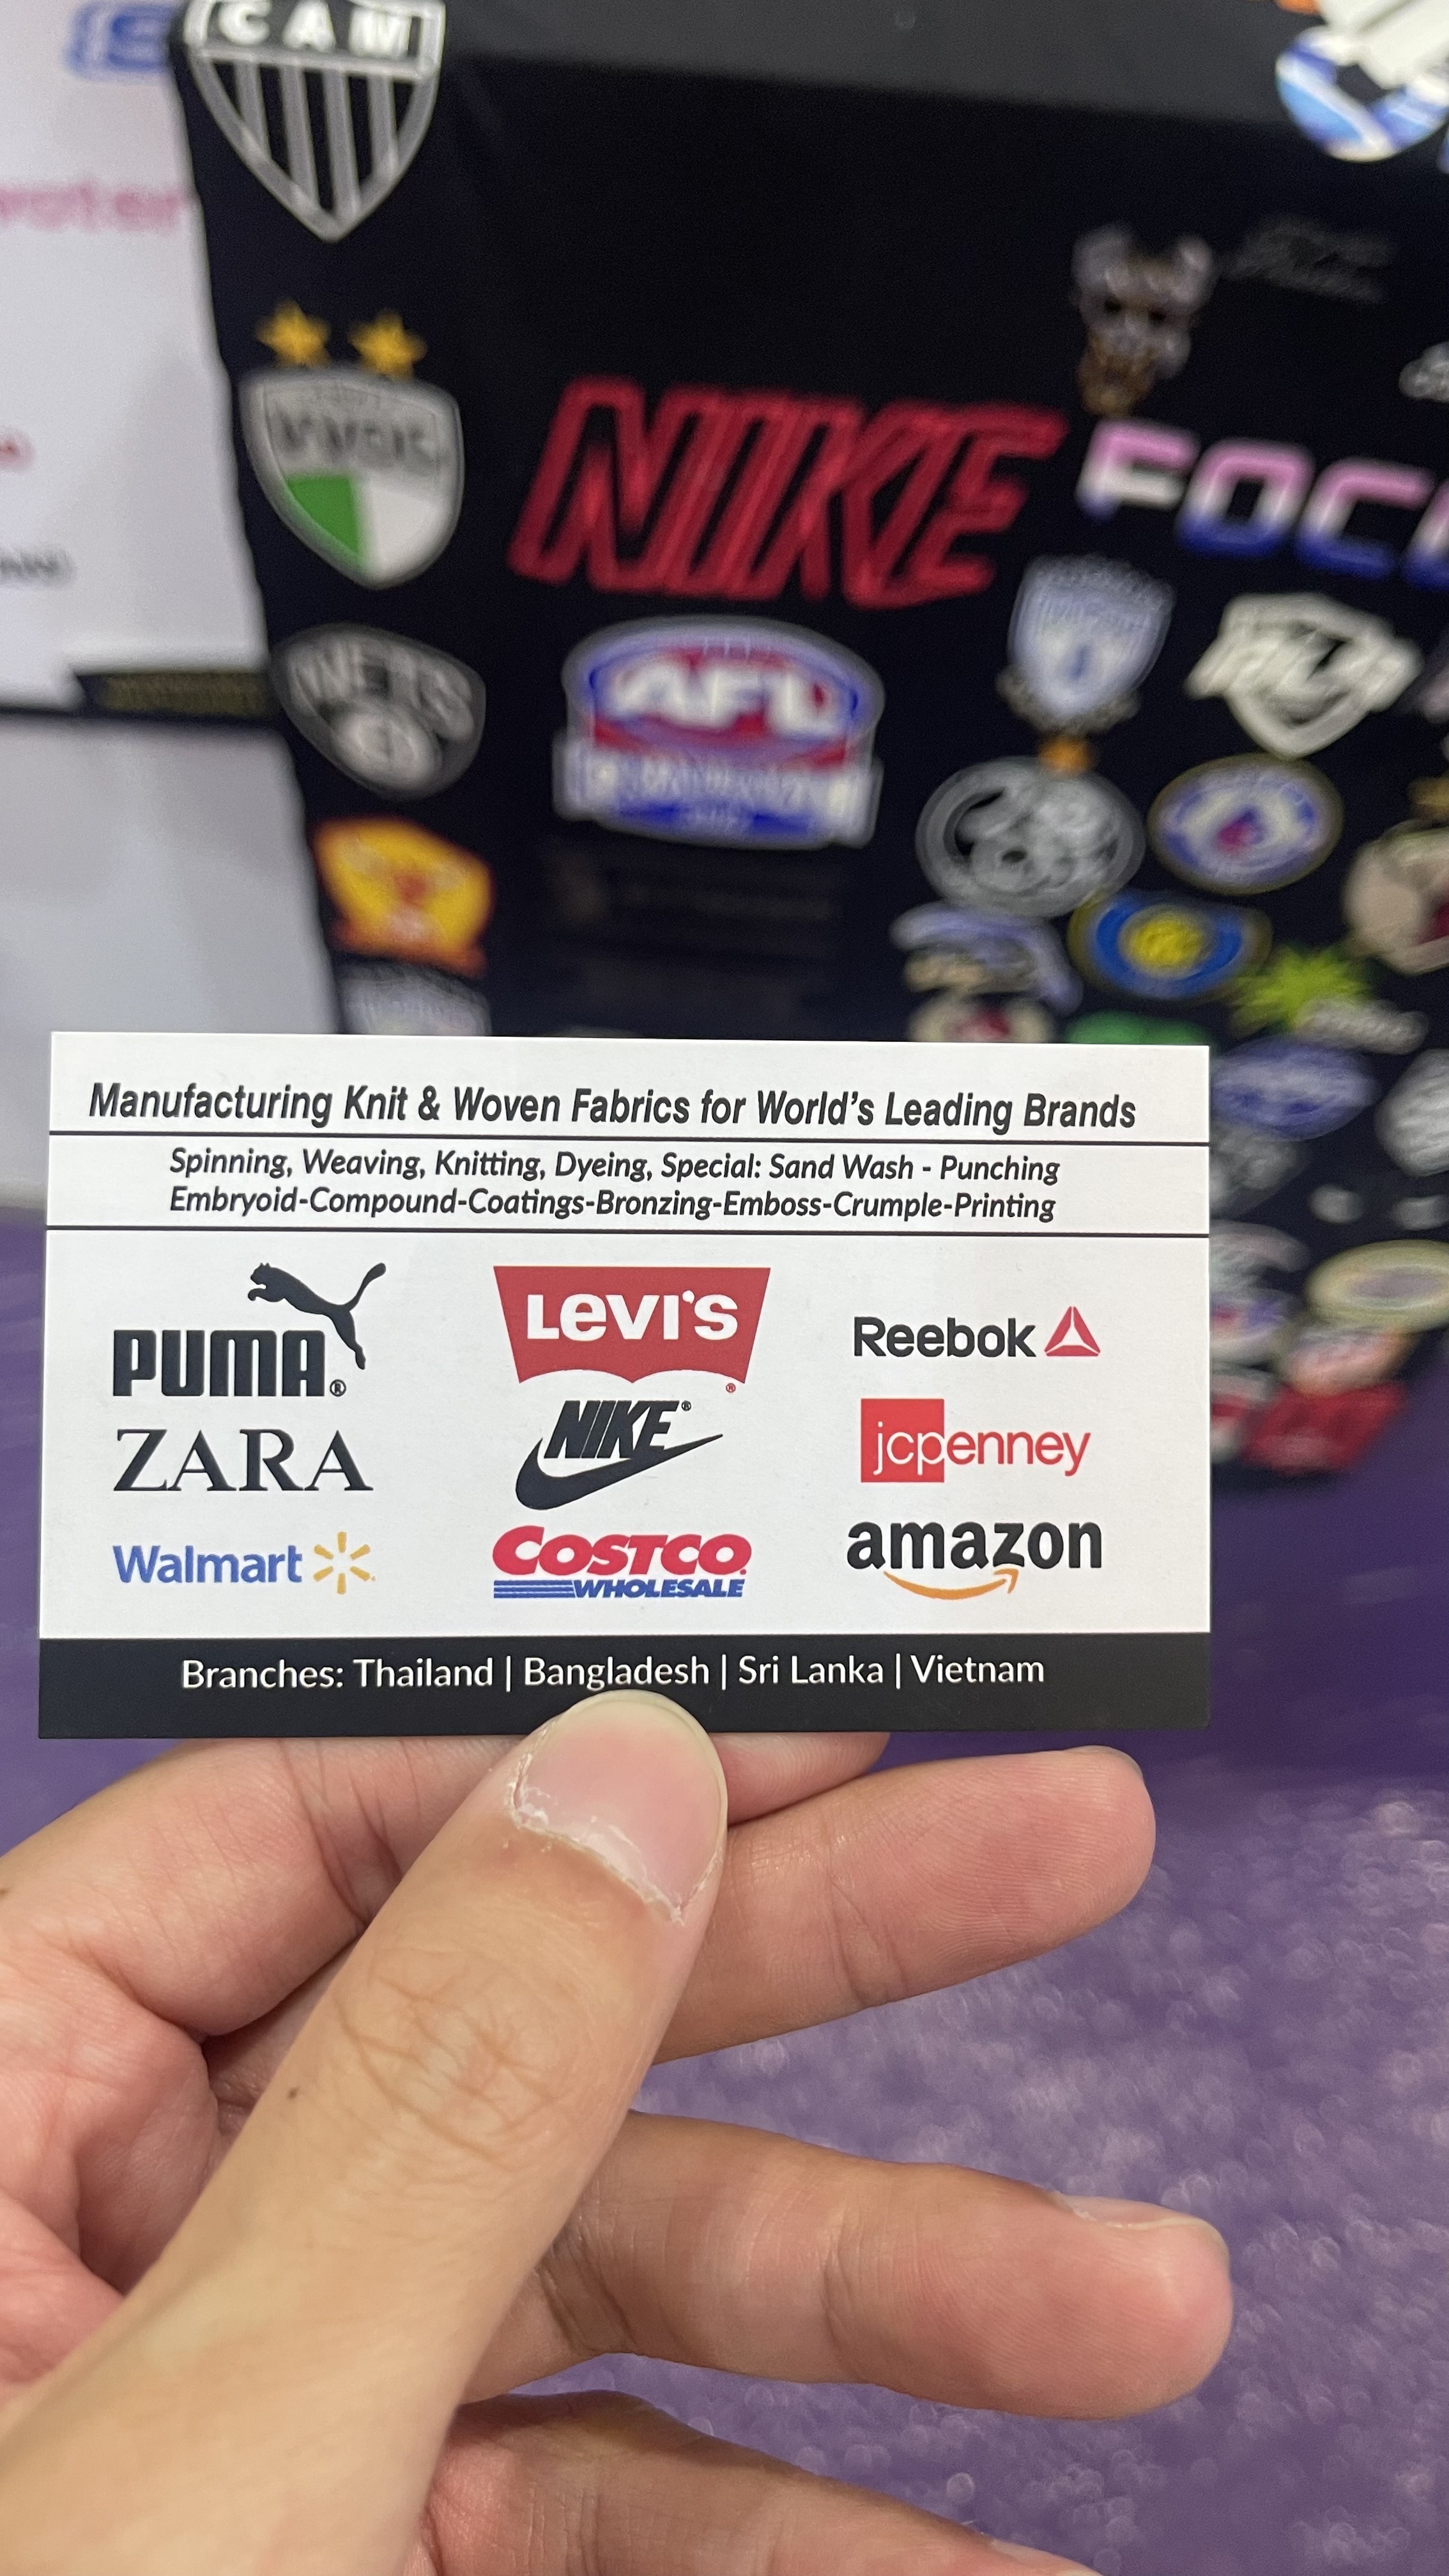 CAM
NETS
NIKE
FOC
AFL
Manufacturing Knit & Woven Fabrics for World's Leading Brands
Spinning, Weaving, Knitting, Dyeing, Special: Sand Wash - Punching
Embryoid-Compound-Coatings-Bronzing-Emboss-Crumple-Printing
PUMA®
LEVI'S®
Reebok
ZARA
NIKE®
jcpenney
Walmart
COSTCO
WHOLESALE
amazon
Branches: Thailand | Bangladesh | Sri Lanka | Vietnam